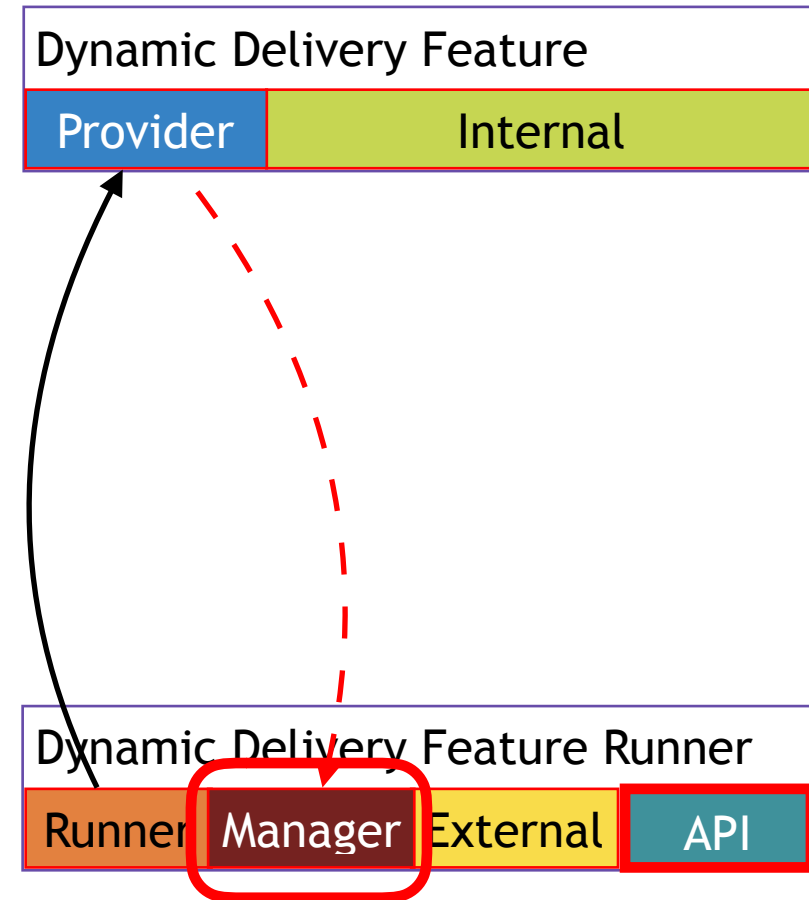 Dynamic Delivery Feature
Provider Internal
Dynamic Delivery Feature Runner
Runner Manager External API